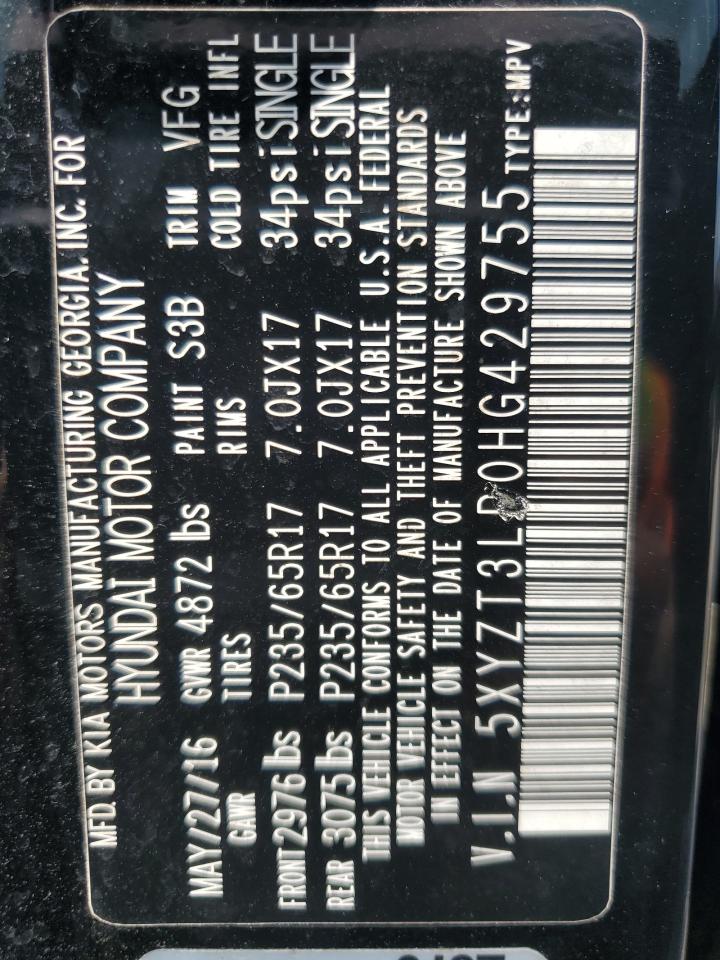 MFD. BY KIA MOTORS MANUFACTURING GEORGIA. INC. FOR
HYUNDAI MOTOR COMPANY
MAY/27/16 GVWR 4872 lbs PAINT S3B TRIM VFG
GAWR TIRES RIMS COLD TIRE INFL
FRONT 2976 lbs P235/65R17 7.0JX17 34psi SINGLE
REAR 3075 lbs P235/65R17 7.0JX17 34psi SINGLE
THIS VEHICLE CONFORMS TO ALL APPLICABLE U.S.A. FEDERAL
MOTOR VEHICLE SAFETY AND THEFT PREVENTION STANDARDS
IN EFFECT ON THE DATE OF MANUFACTURE SHOWN ABOVE
V.I.N 5XYZT3LB0HG429755 TYPE:MPV